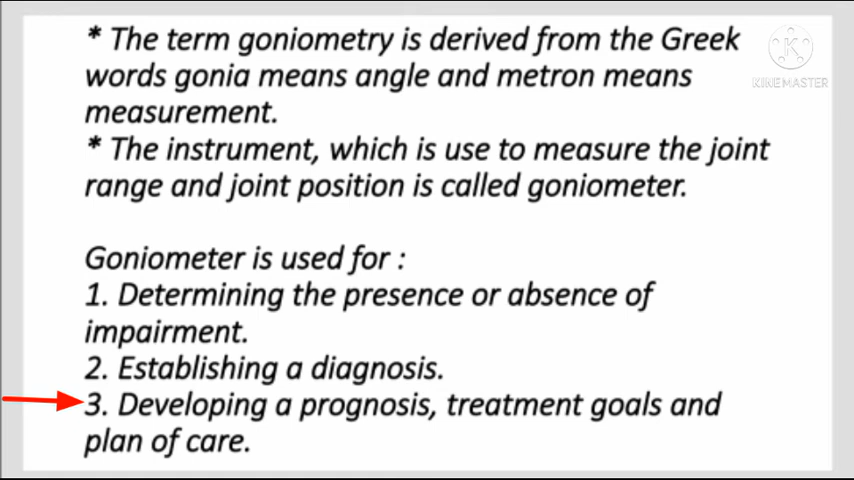 * The term goniometry is derived from the Greek
words gonia means angle and metron means
measurement.
* The instrument, which is use to measure the joint
range and joint position is called goniometer.
Goniometer is used for :
1. Determining the presence or absence of
impairment.
2. Establishing a diagnosis.
3. Developing a prognosis, treatment goals and
plan of care.
K
KINEMASTER